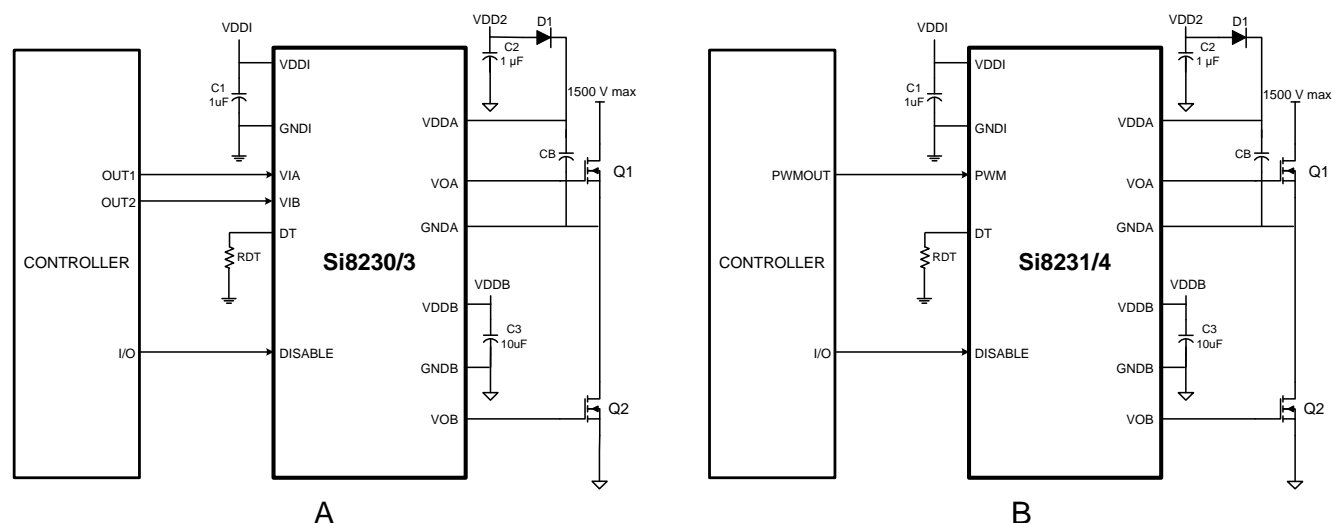 VDDI
VDD2
D1
C2
1 µF
VDDI
C1
1uF
1500 V max
GNDI
VDDA
CB
OUT1
VIA
VOA
Q1
OUT2
VIB
DT
GNDA
RDT
CONTROLLER
Si8230/3
VDDB
VDDB
C3
10uF
I/O
DISABLE
GNDB
VOB
Q2
A
VDDI
VDD2
D1
C2
1 µF
VDDI
C1
1uF
1500 V max
GNDI
VDDA
CB
PWMOUT
PWM
VOA
Q1
DT
GNDA
RDT
CONTROLLER
Si8231/4
VDDB
VDDB
C3
10uF
I/O
DISABLE
GNDB
VOB
Q2
B